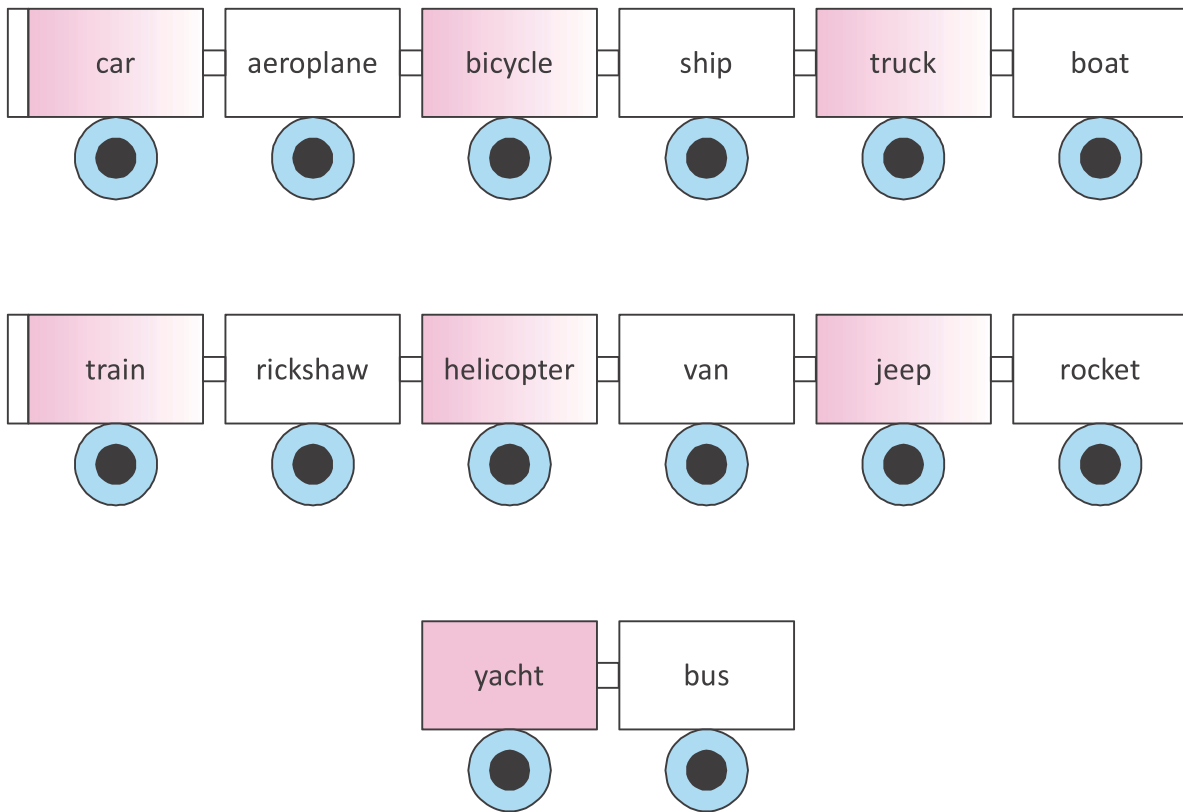 car aeroplane bicycle ship truck boat
train rickshaw helicopter van jeep rocket
yacht bus